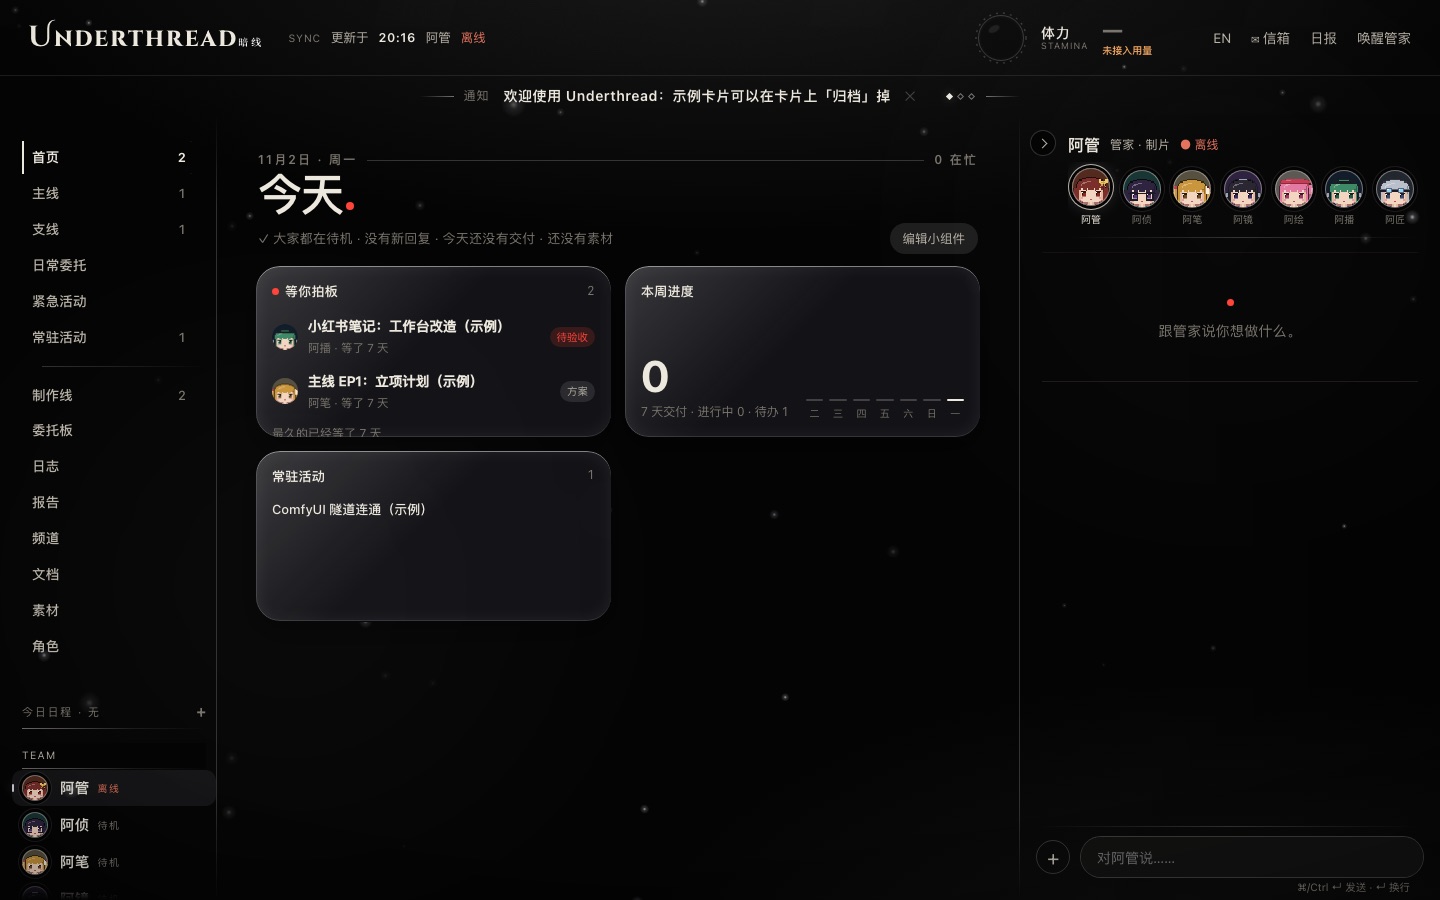 UNDERTHREAD暗线
SYNC 更新于 20:16 阿管 离线
体力
STAMINA
未接入用量
EN 信箱 日报 唤醒管家
通知 欢迎使用 Underthread：示例卡片可以在卡片上「归档」掉
首页 2
主线 1
支线 1
日常委托
紧急活动
常驻活动 1
制作线 2
委托板
日志
报告
频道
文档
素材
角色
今日日程 · 无 +
TEAM
阿管 离线
阿侦 待机
阿笔 待机
11月2日 · 周一 0 在忙
今天.
✓ 大家都在待机 · 没有新回复 · 今天还没有交付 · 还没有素材
编辑小组件
等你拍板 2
小红书笔记：工作台改造（示例）
阿播 · 等了 7 天
待验收
主线 EP1：立项计划（示例）
阿笔 · 等了 7 天
方案
最久的已经等了 7 天
本周进度
0
7 天交付 · 进行中 0 · 待办 1
二 三 四 五 六 日 一
常驻活动 1
ComfyUI 隧道连通（示例）
阿管 管家 · 制片 离线
阿管 阿侦 阿笔 阿镜 阿绘 阿播 阿匠
跟管家说你想做什么。
+ 对阿管说……
⌘/Ctrl ↵ 发送 · ↵ 换行